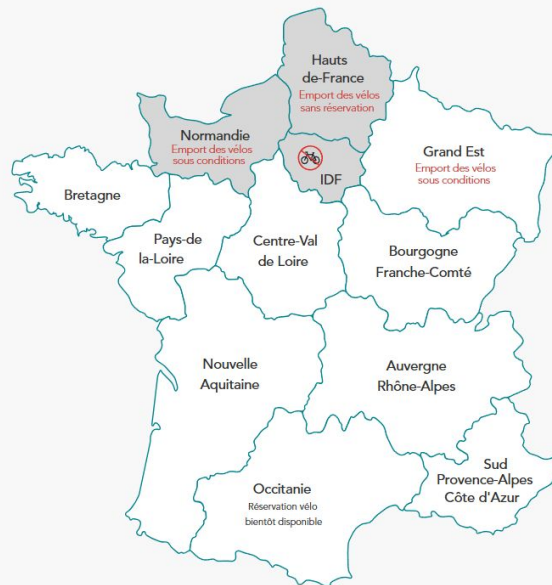 Hauts
de-France
Emport des vélos
sans réservation
Normandie
Emport des vélos
sous conditions
IDF
Grand Est
Emport des vélos
sous conditions
Bretagne
Pays-de
la-Loire
Centre-Val
de Loire
Bourgogne
Franche-Comté
Nouvelle
Aquitaine
Auvergne
Rhône-Alpes
Occitanie
Réservation vélo
bientôt disponible
Sud
Provence-Alpes
Côte d'Azur